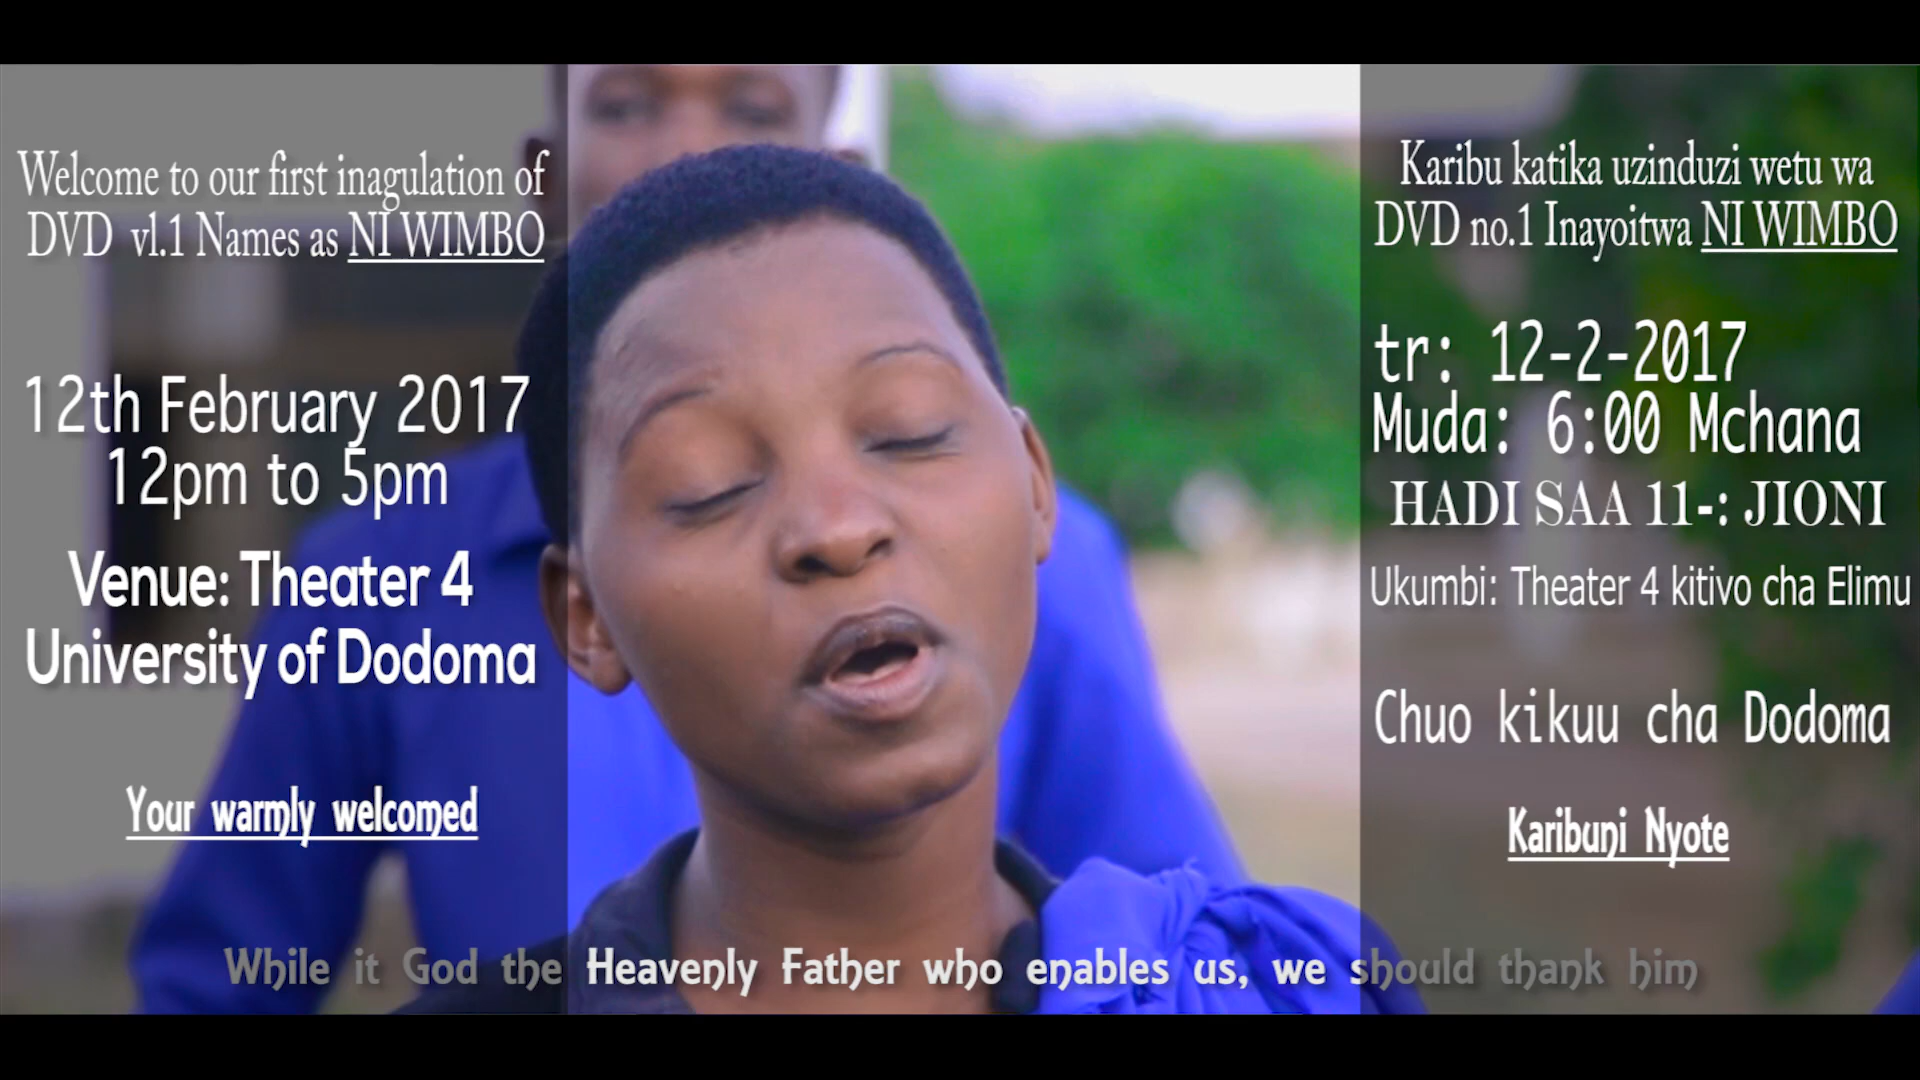 Welcome to our first inagulation of
DVD vl.1 Names as NI WIMBO
12th February 2017
12pm to 5pm
Venue: Theater 4
University of Dodoma
Your warmly welcomed
Karibu katika uzinduzi wetu wa
DVD no.1 Inayoitwa NI WIMBO
tr: 12-2-2017
Muda: 6:00 Mchana
HADI SAA 11-: JIONI
Ukumbi: Theater 4 kitivo cha Elimu
Chuo kikuu cha Dodoma
Karibuni Nyote
While it God the Heavenly Father who enables us, we should thank him